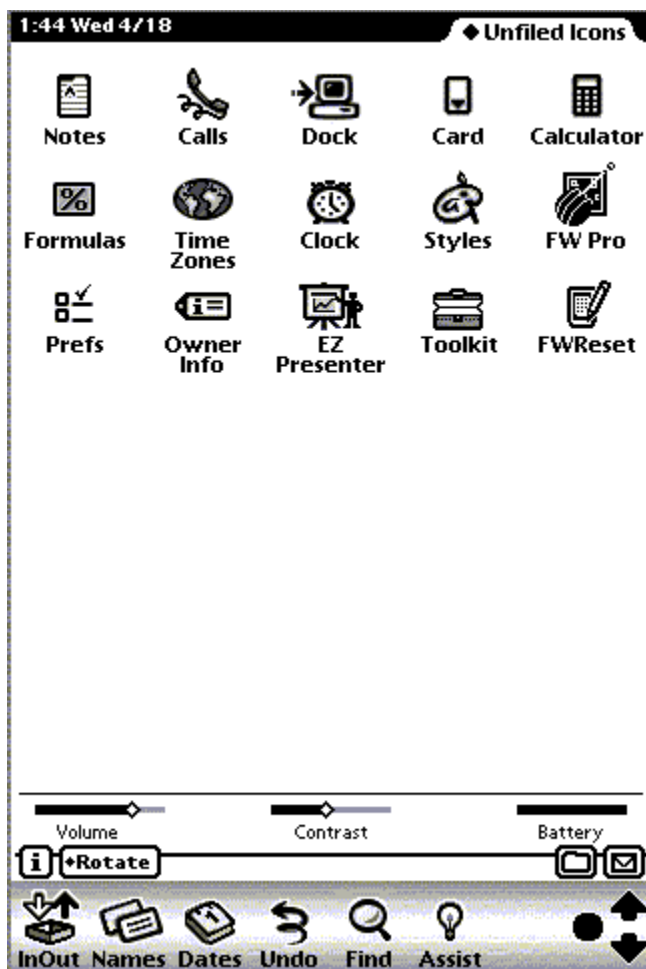 1:44 Wed 4/18
◆ Unfiled Icons
Notes Calls Dock Card Calculator
Formulas Time Zones Clock Styles FW Pro
Prefs Owner Info EZ Presenter Toolkit FWReset
Volume Contrast Battery
i ◆Rotate
InOut Names Dates Undo Find Assist